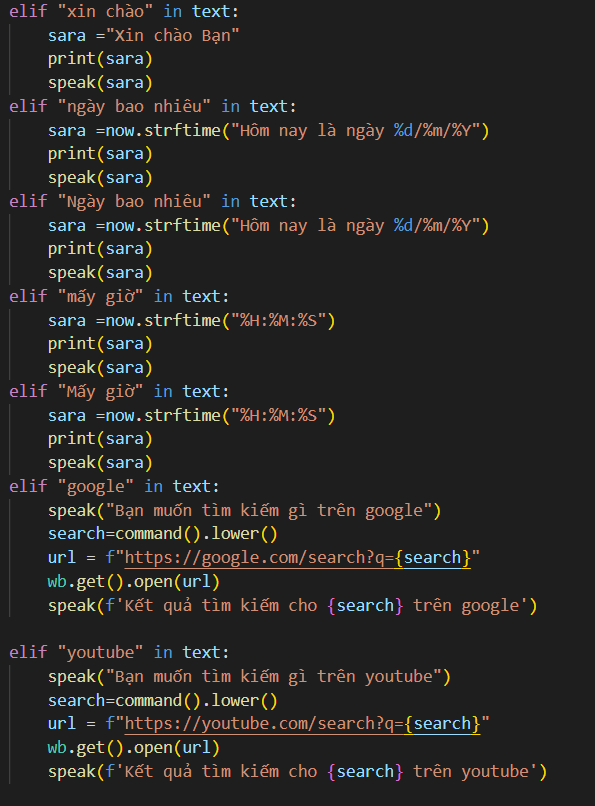 elif "xin chào" in text:
    sara ="Xin chào Bạn"
    print(sara)
    speak(sara)
elif "ngày bao nhiêu" in text:
    sara =now.strftime("Hôm nay là ngày %d/%m/%Y")
    print(sara)
    speak(sara)
elif "Ngày bao nhiêu" in text:
    sara =now.strftime("Hôm nay là ngày %d/%m/%Y")
    print(sara)
    speak(sara)
elif "mấy giờ" in text:
    sara =now.strftime("%H:%M:%S")
    print(sara)
    speak(sara)
elif "Mấy giờ" in text:
    sara =now.strftime("%H:%M:%S")
    print(sara)
    speak(sara)
elif "google" in text:
    speak("Bạn muốn tìm kiếm gì trên google")
    search=command().lower()
    url = f"https://google.com/search?q={search}"
    wb.get().open(url)
    speak(f'Kết quả tìm kiếm cho {search} trên google')

elif "youtube" in text:
    speak("Bạn muốn tìm kiếm gì trên youtube")
    search=command().lower()
    url = f"https://youtube.com/search?q={search}"
    wb.get().open(url)
    speak(f'Kết quả tìm kiếm cho {search} trên youtube')